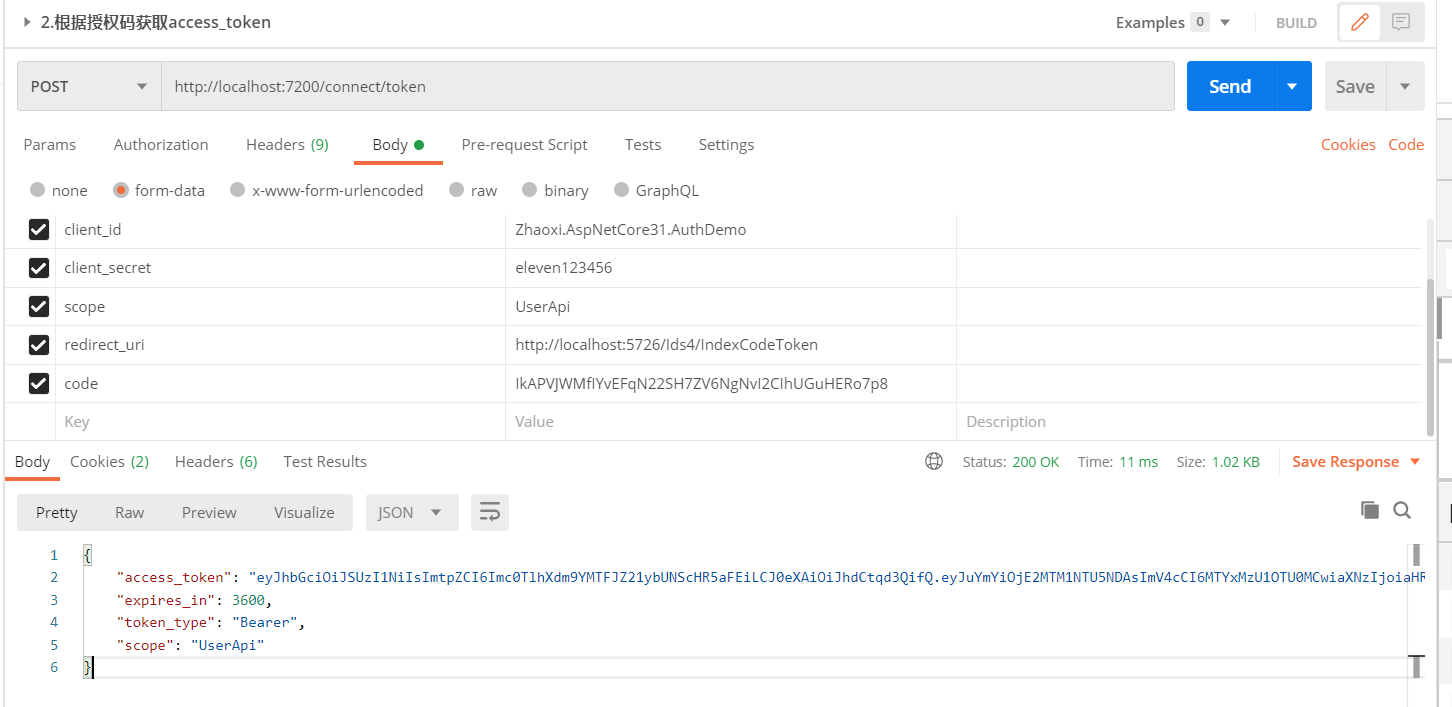 2.根据授权码获取access_token Examples 0 BUILD
POST http://localhost:7200/connect/token Send Save
Params Authorization Headers (9) Body Pre-request Script Tests Settings Cookies Code
none form-data x-www-form-urlencoded raw binary GraphQL
client_id Zhaoxi.AspNetCore31.AuthDemo
client_secret eleven123456
scope UserApi
redirect_uri http://localhost:5726/Ids4/IndexCodeToken
code
Key Value Description
Body Cookies (2) Headers (6) Test Results Status: 200 OK Time: 11 ms Size: 1.02 KB Save Response
Pretty Raw Preview Visualize JSON
1 {
2 "access_token":
3 "expires_in": 3600,
4 "token_type": "Bearer",
5 "scope": "UserApi"
6 }